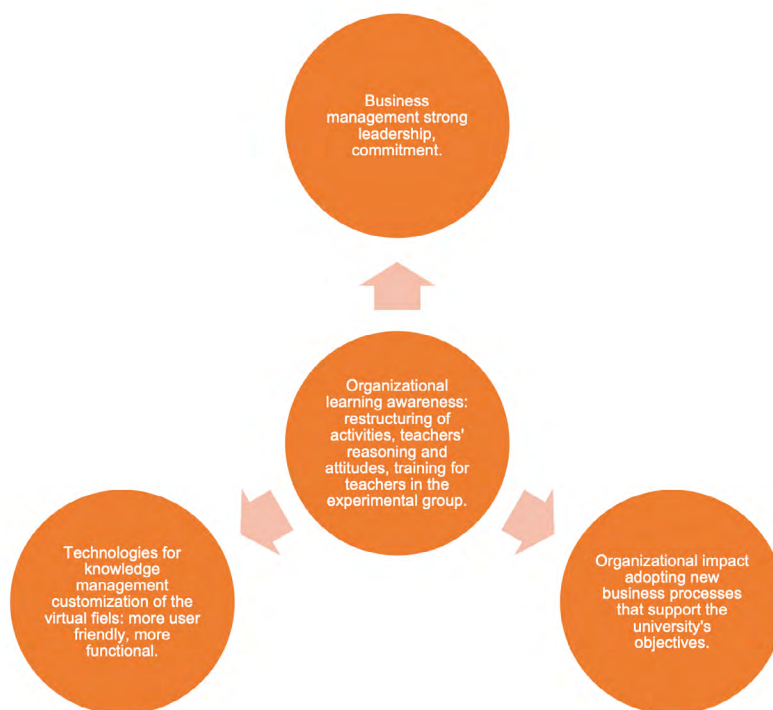 Business
management strong
leadership,
commitment.
Organizational
learning awareness:
restructuring of
activities, teachers'
reasoning and
attitudes, training for
teachers in the
experimental group.
Technologies for
knowledge
management
customization of the
virtual fiels: more user
friendly, more
functional.
Organizational impact
adopting new
business processes
that support the
university's
objectives.